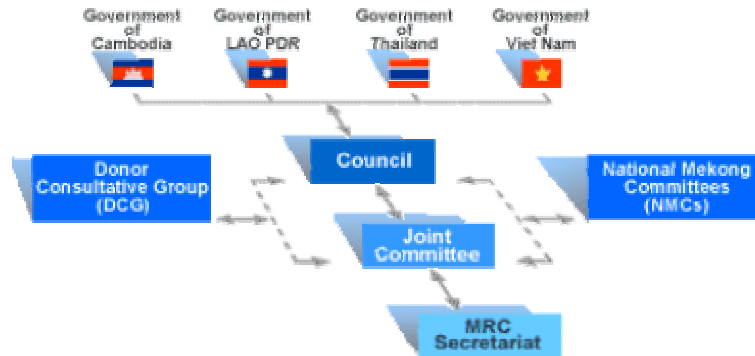 Government
of
Cambodia
Government
of
LAO PDR
Government
of
Thailand
Government
of
Viet Nam
Council
Donor
Consultative Group
(DCG)
National Mekong
Committees
(NMCs)
Joint
Committee
MRC
Secretariat